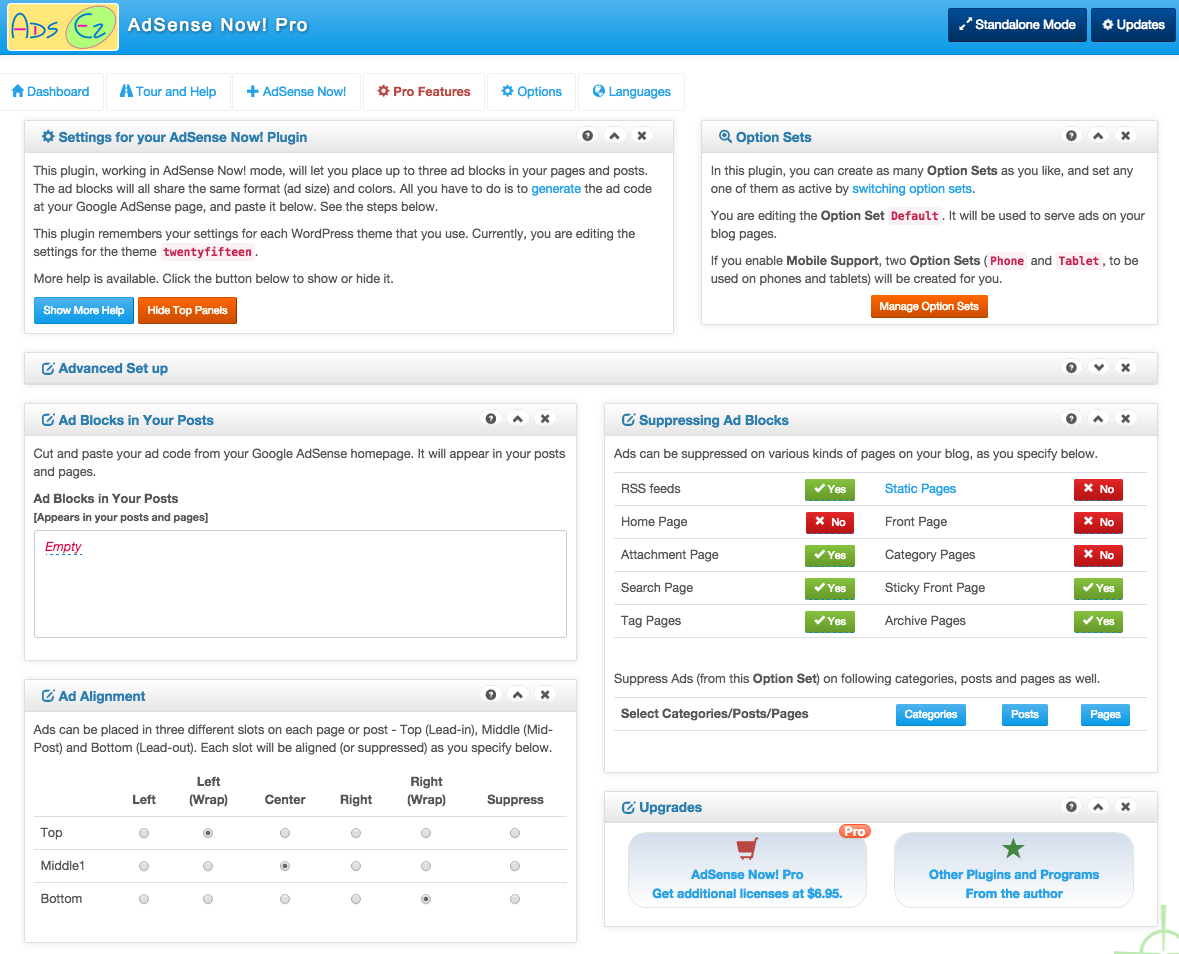 Ads Ez AdSense Now! Pro
Standalone Mode
Updates
Dashboard
Tour and Help
AdSense Now!
Pro Features
Options
Languages
Settings for your AdSense Now! Plugin
This plugin, working in AdSense Now! mode, will let you place up to three ad blocks in your pages and posts.
The ad blocks will all share the same format (ad size) and colors. All you have to do is to generate the ad code
at your Google AdSense page, and paste it below. See the steps below.
This plugin remembers your settings for each WordPress theme that you use. Currently, you are editing the
settings for the theme twentyfifteen.
More help is available. Click the button below to show or hide it.
Show More Help
Hide Top Panels
Option Sets
In this plugin, you can create as many Option Sets as you like, and set any
one of them as active by switching option sets.
You are editing the Option Set Default. It will be used to serve ads on your
blog pages.
If you enable Mobile Support, two Option Sets (Phone and Tablet, to be
used on phones and tablets) will be created for you.
Manage Option Sets
Advanced Set up
Ad Blocks in Your Posts
Cut and paste your ad code from your Google AdSense homepage. It will appear in your posts
and pages.
Ad Blocks in Your Posts
[Appears in your posts and pages]
Empty
Ad Alignment
Ads can be placed in three different slots on each page or post - Top (Lead-in), Middle (Mid-
Post) and Bottom (Lead-out). Each slot will be aligned (or suppressed) as you specify below.
Left Left (Wrap) Center Right Right (Wrap) Suppress
Top
Middle1
Bottom
Suppressing Ad Blocks
Ads can be suppressed on various kinds of pages on your blog, as you specify below.
RSS feeds Yes Static Pages No
Home Page No Front Page No
Attachment Page Yes Category Pages No
Search Page Yes Sticky Front Page Yes
Tag Pages Yes Archive Pages Yes
Suppress Ads (from this Option Set) on following categories, posts and pages as well.
Select Categories/Posts/Pages Categories Posts Pages
Upgrades
Pro
AdSense Now! Pro
Get additional licenses at $6.95.
Other Plugins and Programs
From the author